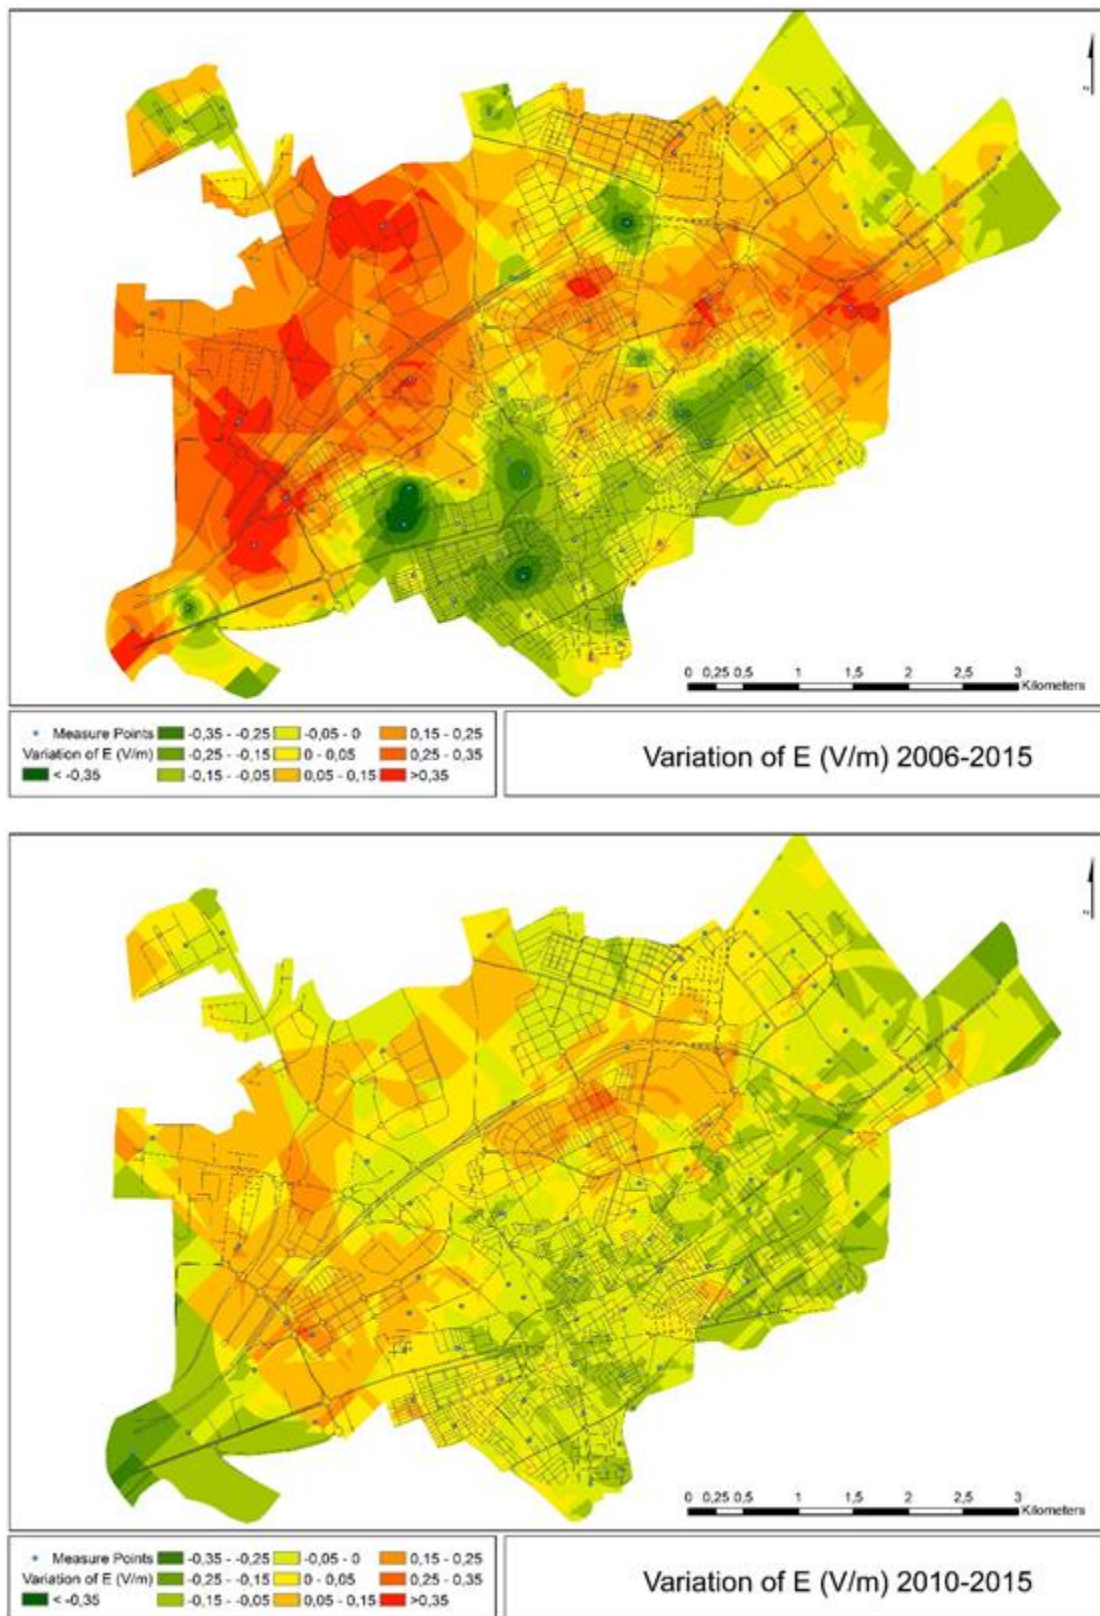 0 0,25 0,5 1 1,5 2 2,5 3
Kilometers
Measure Points -0,35 - -0,25 -0,05 - 0 0,15 - 0,25
Variation of E (V/m) -0,25 - -0,15 0 - 0,05 0,25 - 0,35
< -0,35 -0,15 - -0,05 0,05 - 0,15 >0,35
Variation of E (V/m) 2006-2015
0 0,25 0,5 1 1,5 2 2,5 3
Kilometers
Measure Points -0,35 - -0,25 -0,05 - 0 0,15 - 0,25
Variation of E (V/m) -0,25 - -0,15 0 - 0,05 0,25 - 0,35
< -0,35 -0,15 - -0,05 0,05 - 0,15 >0,35
Variation of E (V/m) 2010-2015